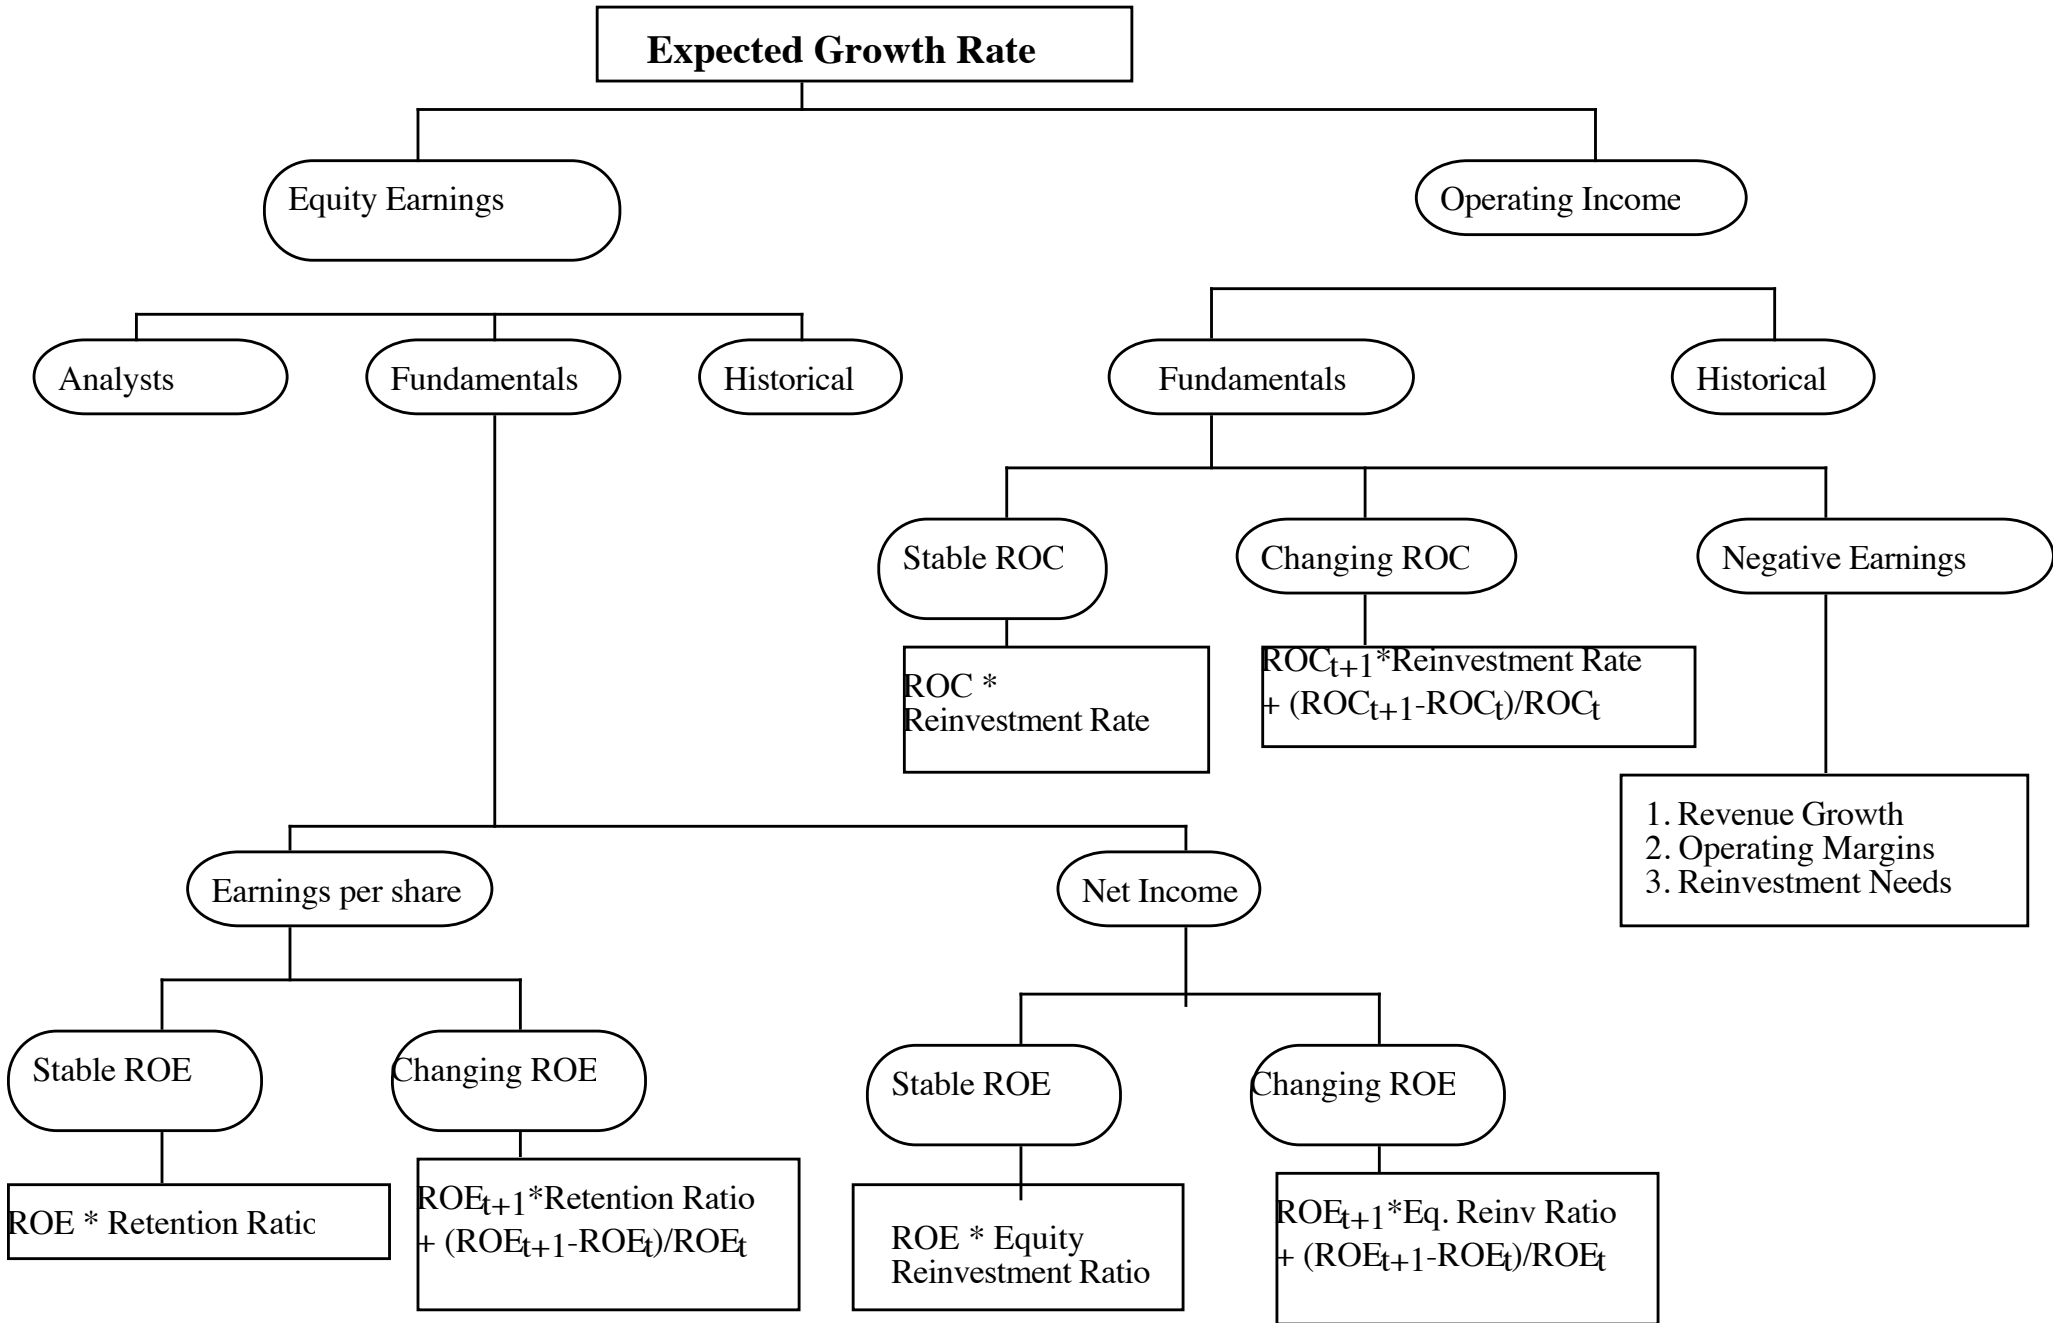 Expected Growth Rate
Equity Earnings
Operating Income
Analysts
Fundamentals
Historical
Fundamentals
Historical
Stable ROC
Changing ROC
Negative Earnings
ROC *
Reinvestment Rate
ROCt+1*Reinvestment Rate
+ (ROCt+1-ROCt)/ROCt
1. Revenue Growth
2. Operating Margins
3. Reinvestment Needs
Earnings per share
Net Income
Stable ROE
Changing ROE
Stable ROE
Changing ROE
ROE * Retention Ratio
ROEt+1*Retention Ratio
+ (ROEt+1-ROEt)/ROEt
ROE * Equity
Reinvestment Ratio
ROEt+1*Eq. Reinv Ratio
+ (ROEt+1-ROEt)/ROEt